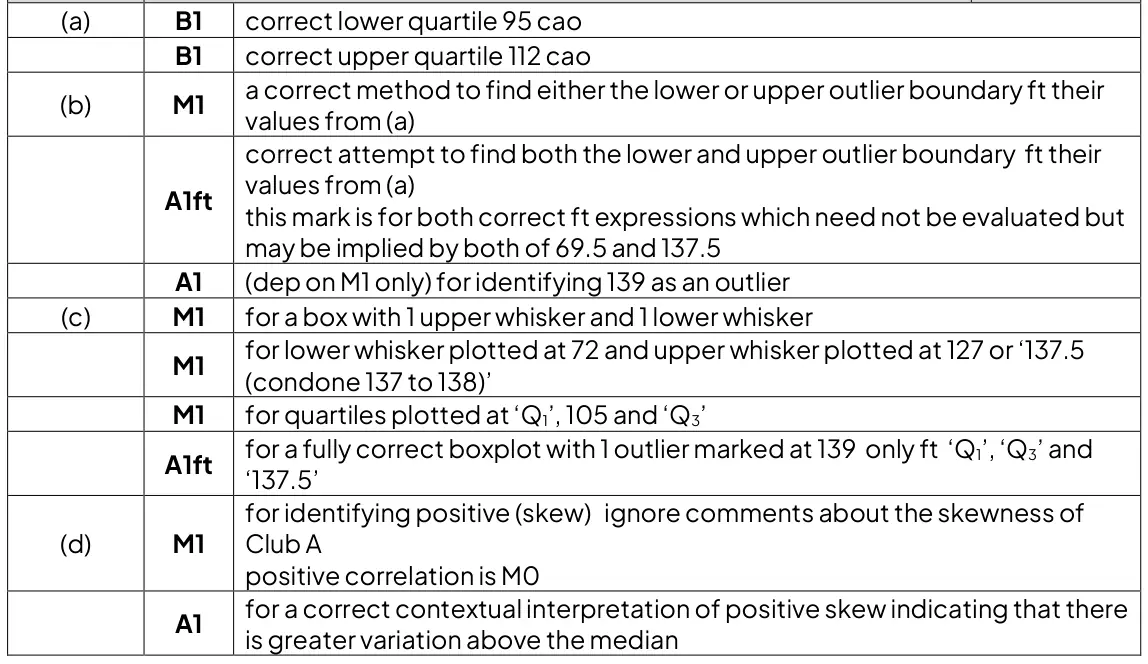 (a) B1 correct lower quartile 95 cao
B1 correct upper quartile 112 cao
(b) M1 a correct method to find either the lower or upper outlier boundary ft their
values from (a)
A1ft correct attempt to find both the lower and upper outlier boundary ft their
values from (a)
this mark is for both correct ft expressions which need not be evaluated but
may be implied by both of 69.5 and 137.5
A1 (dep on M1 only) for identifying 139 as an outlier
(c) M1 for a box with 1 upper whisker and 1 lower whisker
M1 for lower whisker plotted at 72 and upper whisker plotted at 127 or ‘137.5
(condone 137 to 138)’
M1 for quartiles plotted at ‘Q₁’, 105 and ‘Q₃’
A1ft for a fully correct boxplot with 1 outlier marked at 139 only ft ‘Q₁’, ‘Q₃’ and
‘137.5’
(d) M1 for identifying positive (skew) ignore comments about the skewness of
Club A
positive correlation is M0
A1 for a correct contextual interpretation of positive skew indicating that there
is greater variation above the median